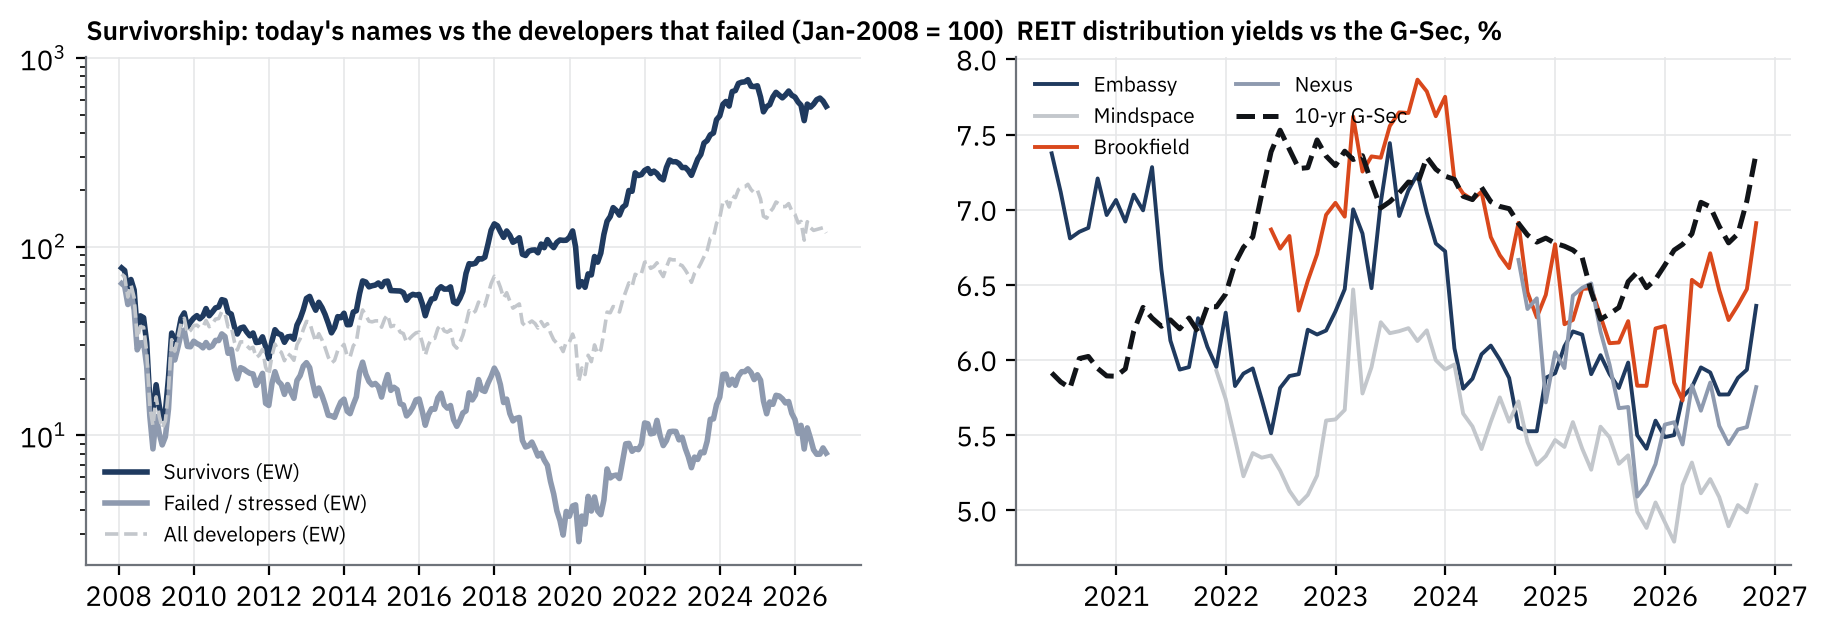 Survivorship: today's names vs the developers that failed (Jan-2008 = 100)
10³
10²
10¹
Survivors (EW)
Failed / stressed (EW)
All developers (EW)
2008 2010 2012 2014 2016 2018 2020 2022 2024 2026
REIT distribution yields vs the G-Sec, %
8.0
7.5
7.0
6.5
6.0
5.5
5.0
Embassy
Mindspace
Brookfield
Nexus
10-yr G-Sec
2021 2022 2023 2024 2025 2026 2027